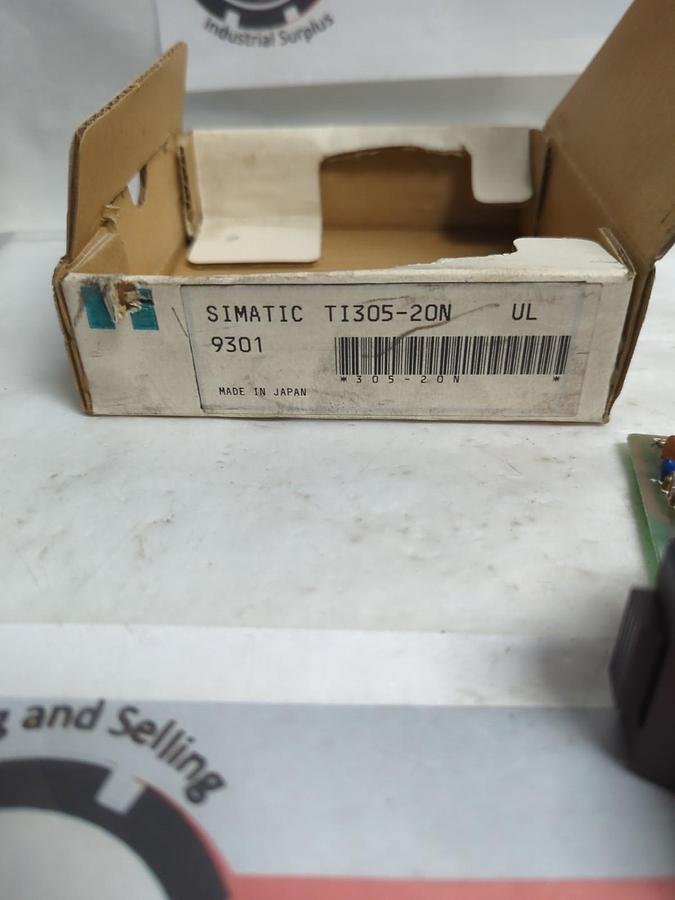 Industrial Surplus
SIMATIC TI305-20N UL
9301
*305-20N *
MADE IN JAPAN
and Selling